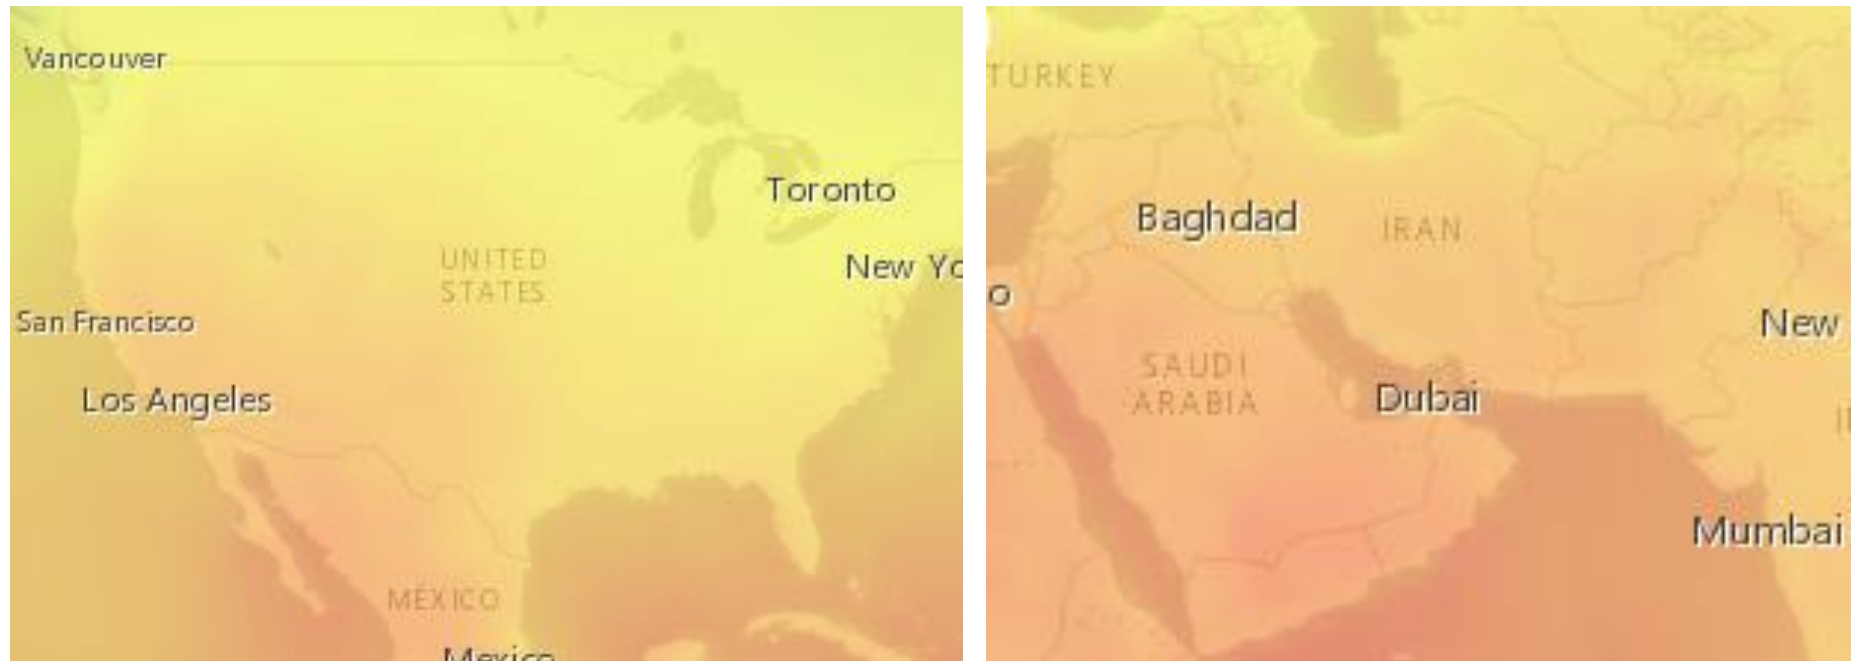 Vancouver
Toronto
UNITED
STATES
New Yo
San Francisco
Los Angeles
MÉXICO
Mexico
TURKEY
Baghdad
IRAN
o
New
SAUDI
ARABIA
Dubai
Mumbai